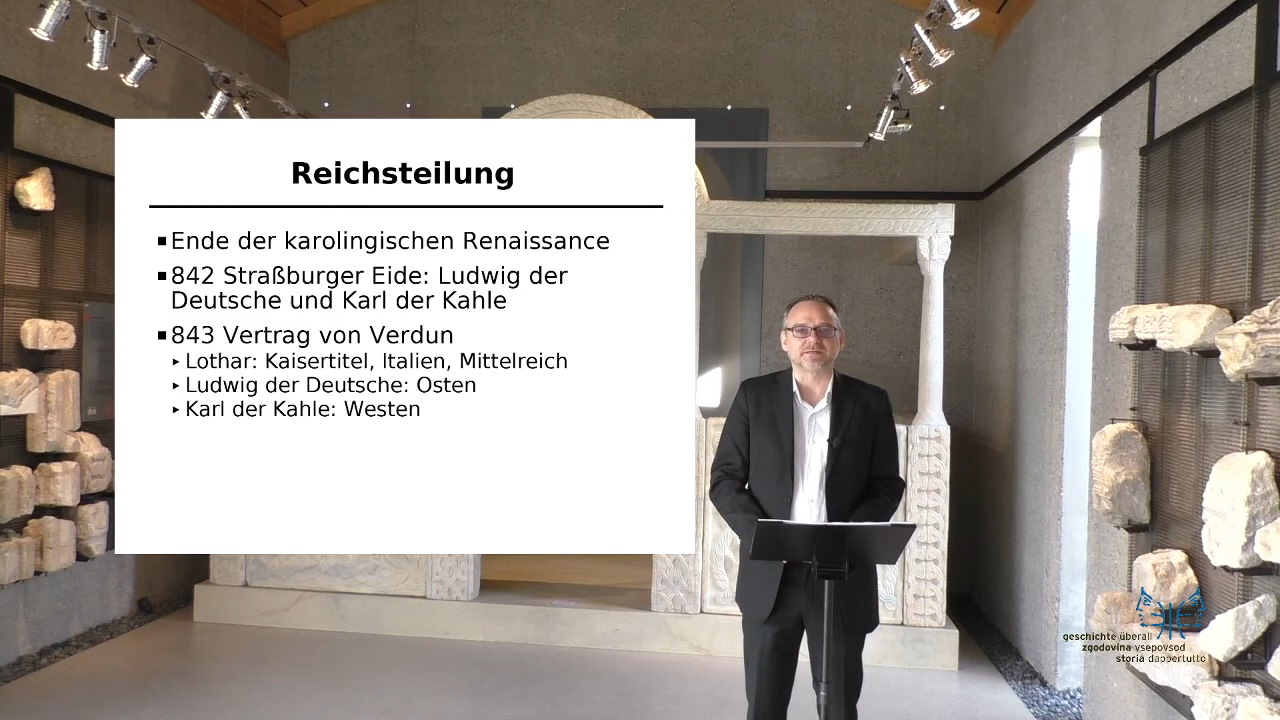 Reichsteilung
Ende der karolingischen Renaissance
842 Straßburger Eide: Ludwig der
Deutsche und Karl der Kahle
843 Vertrag von Verdun
Lothar: Kaisertitel, Italien, Mittelreich
Ludwig der Deutsche: Osten
Karl der Kahle: Westen
geschichte überall
zgodovina vsepovsod
storia dappertutto